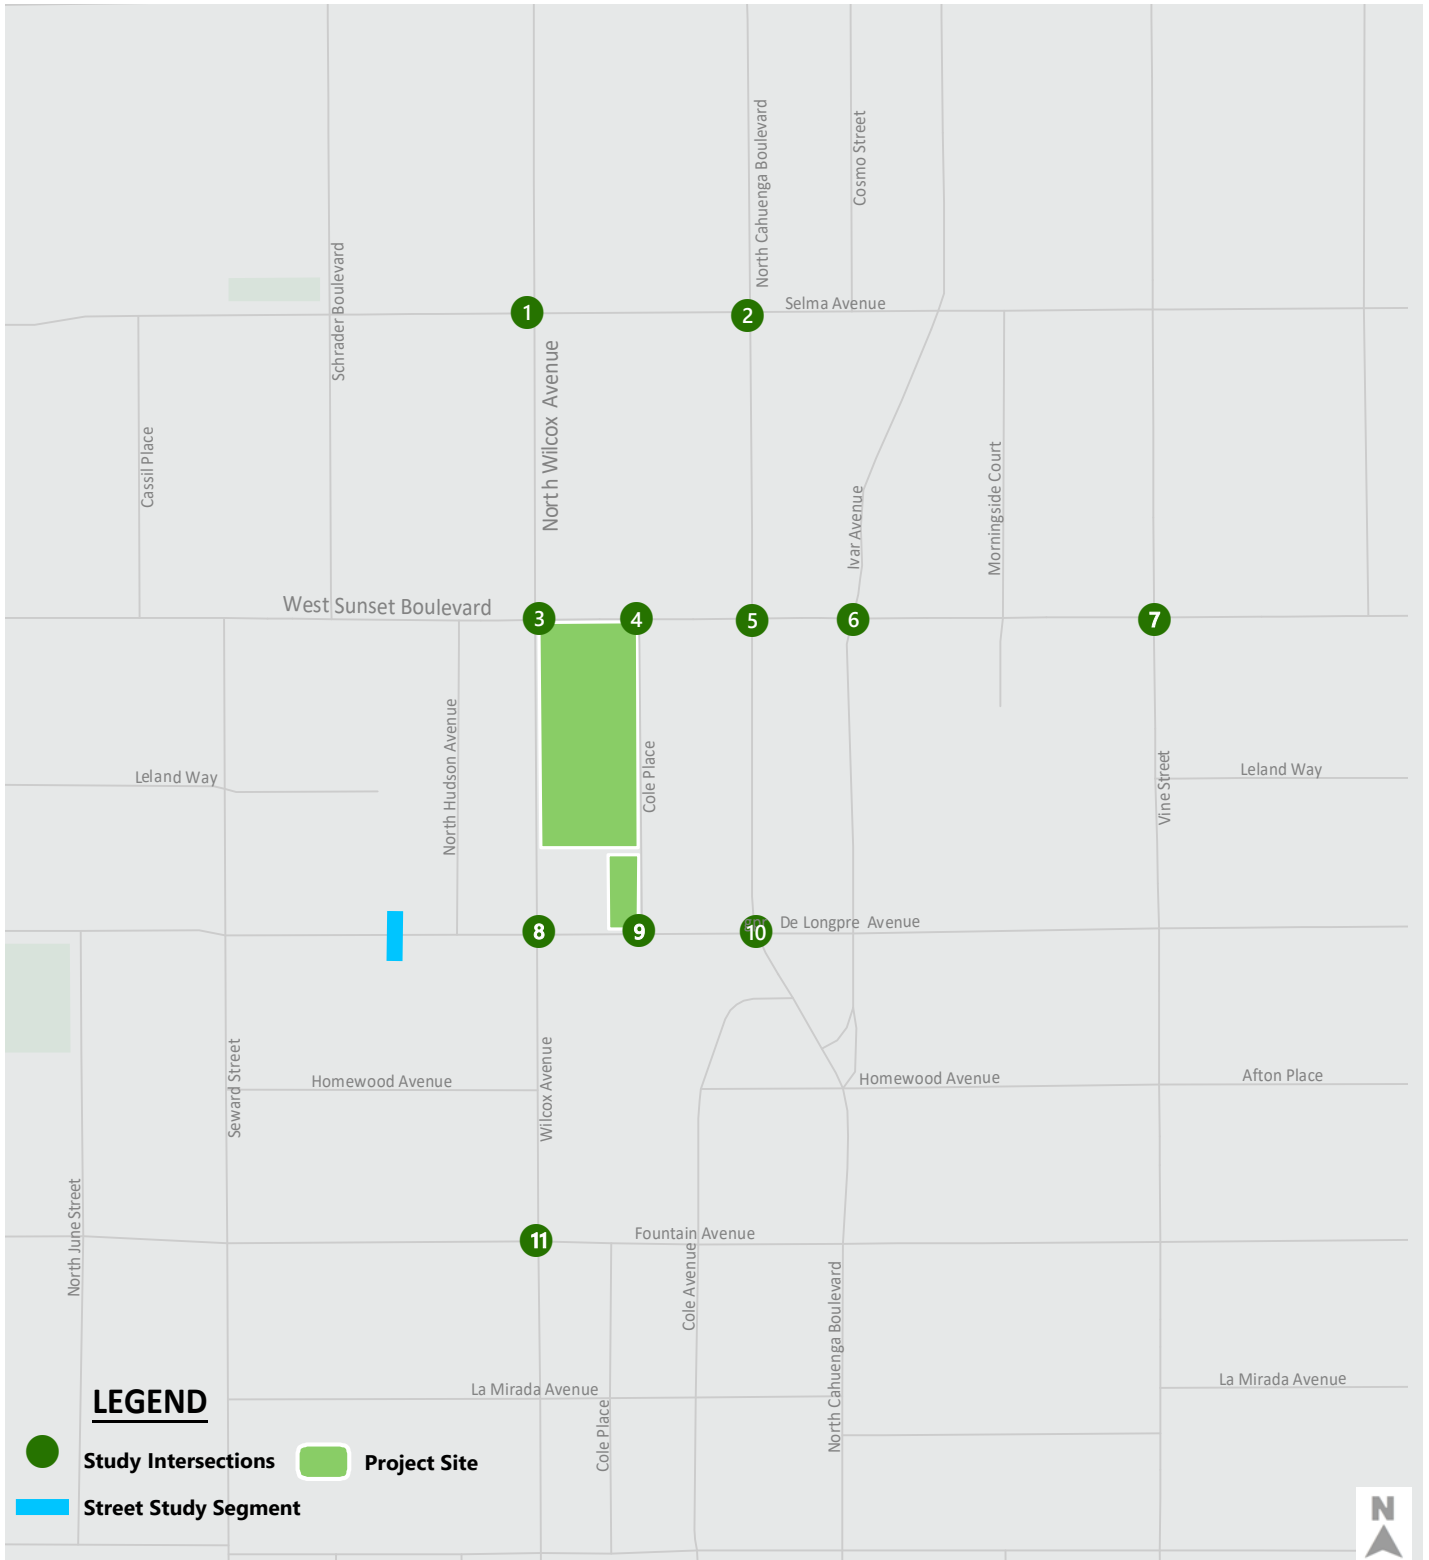 North Cahuenga Boulevard
Cosmo Street
Schrader Boulevard
Selma Avenue
1
2
North Wilcox Avenue
Cassil Place
Ivar Avenue
Morningside Court
West Sunset Boulevard
3
4
5
6
7
North Hudson Avenue
Cole Place
Vine Street
Leland Way
Leland Way
De Longpre Avenue
8
9
10
Seward Street
Wilcox Avenue
Homewood Avenue
Homewood Avenue
Afton Place
North June Street
11
Fountain Avenue
Cole Avenue
North Cahuenga Boulevard
La Mirada Avenue
La Mirada Avenue
Cole Place
LEGEND
Study Intersections
Project Site
Street Study Segment
N